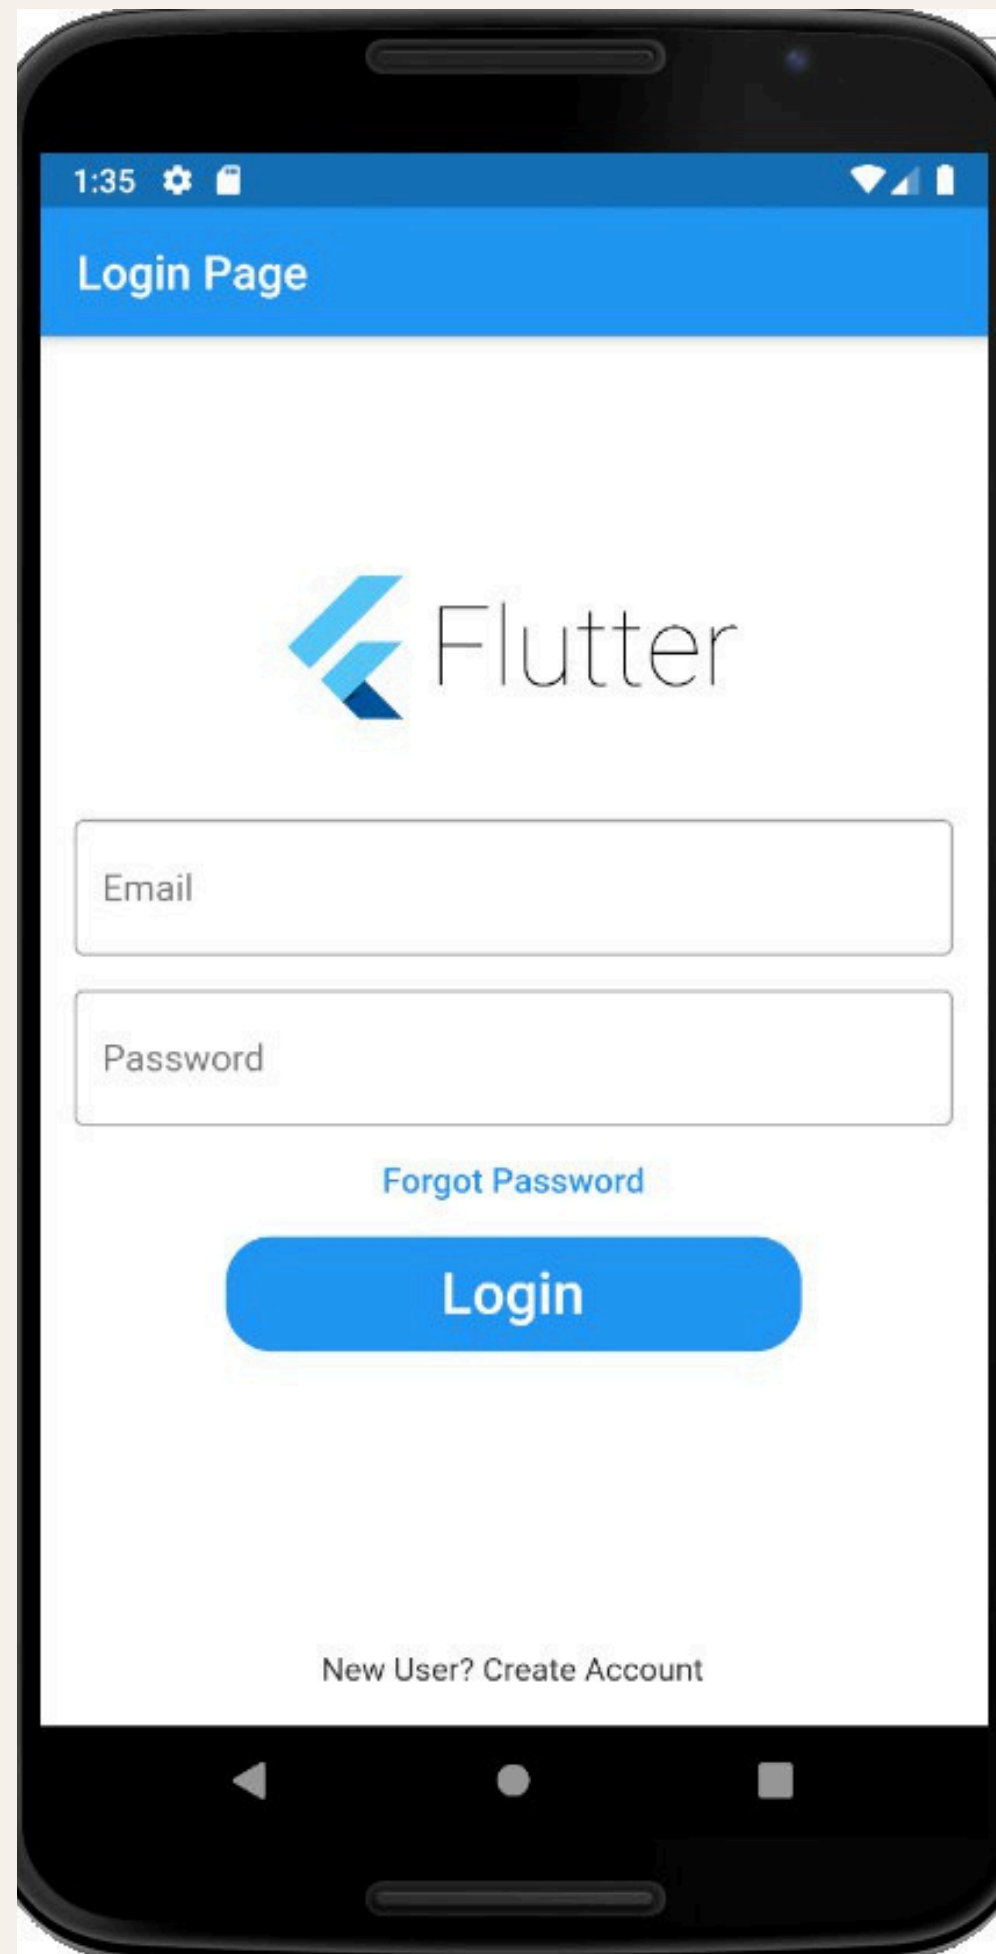 1:35
Login Page
Flutter
Email
Password
Forgot Password
Login
New User? Create Account